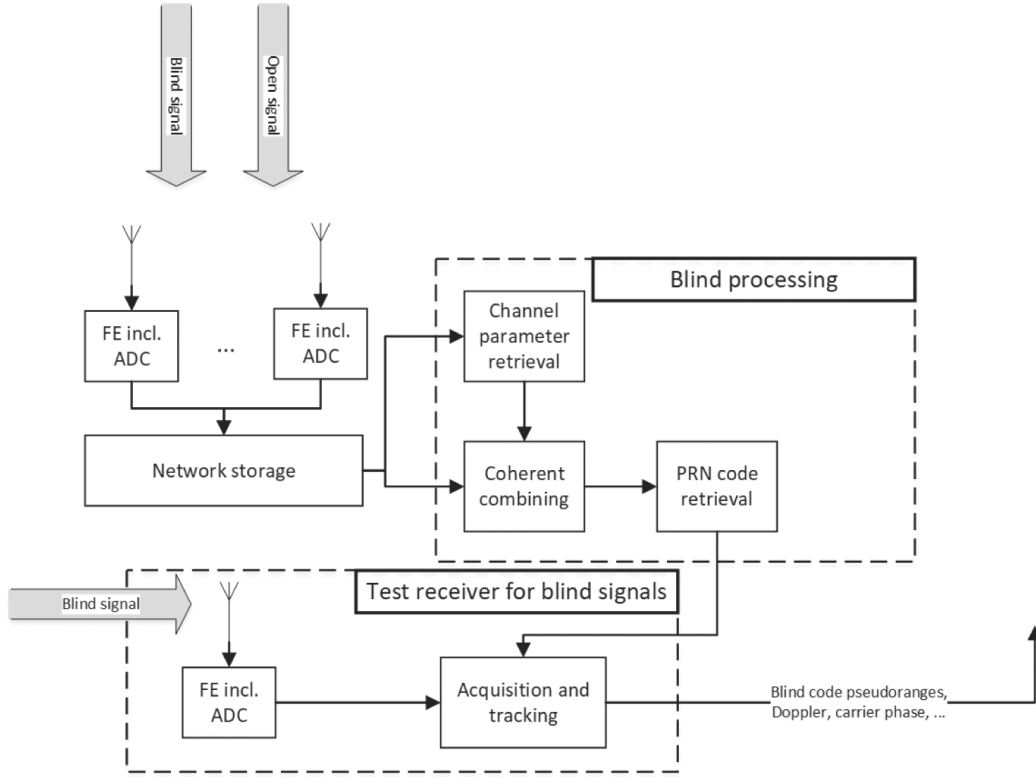 Blind signal
Open signal
Blind processing
FE incl.
ADC
...
FE incl.
ADC
Channel
parameter
retrieval
Network storage
Coherent
combining
PRN code
retrieval
Test receiver for blind signals
Blind signal
FE incl.
ADC
Acquisition and
tracking
Blind code pseudoranges,
Doppler, carrier phase, ...